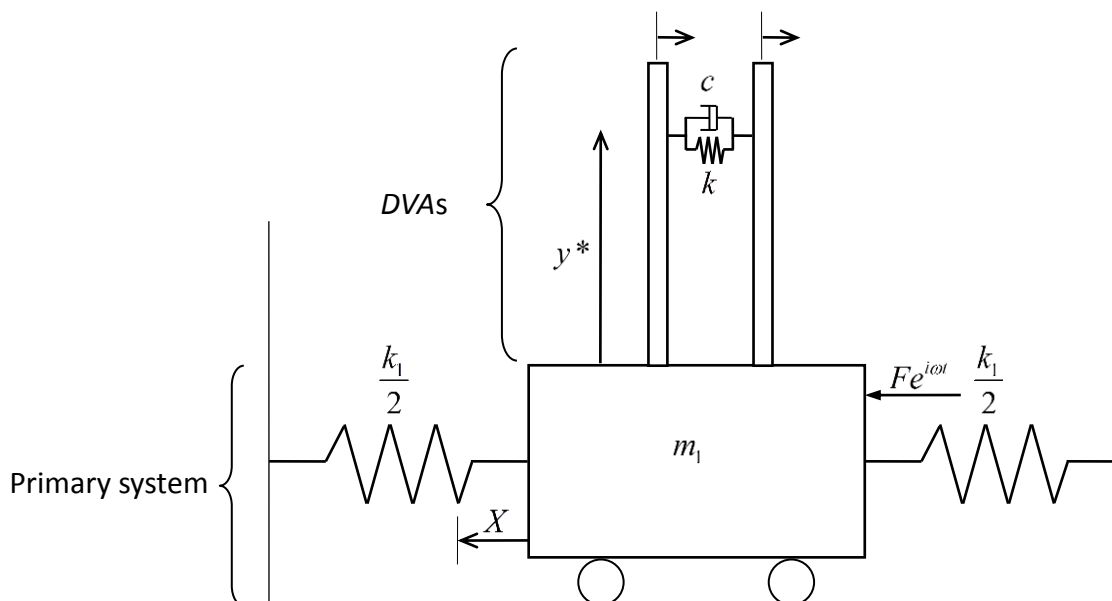 c
k
DVAs
y*
k₁/2
Fe^{iωt}
k₁/2
m₁
Primary system
X